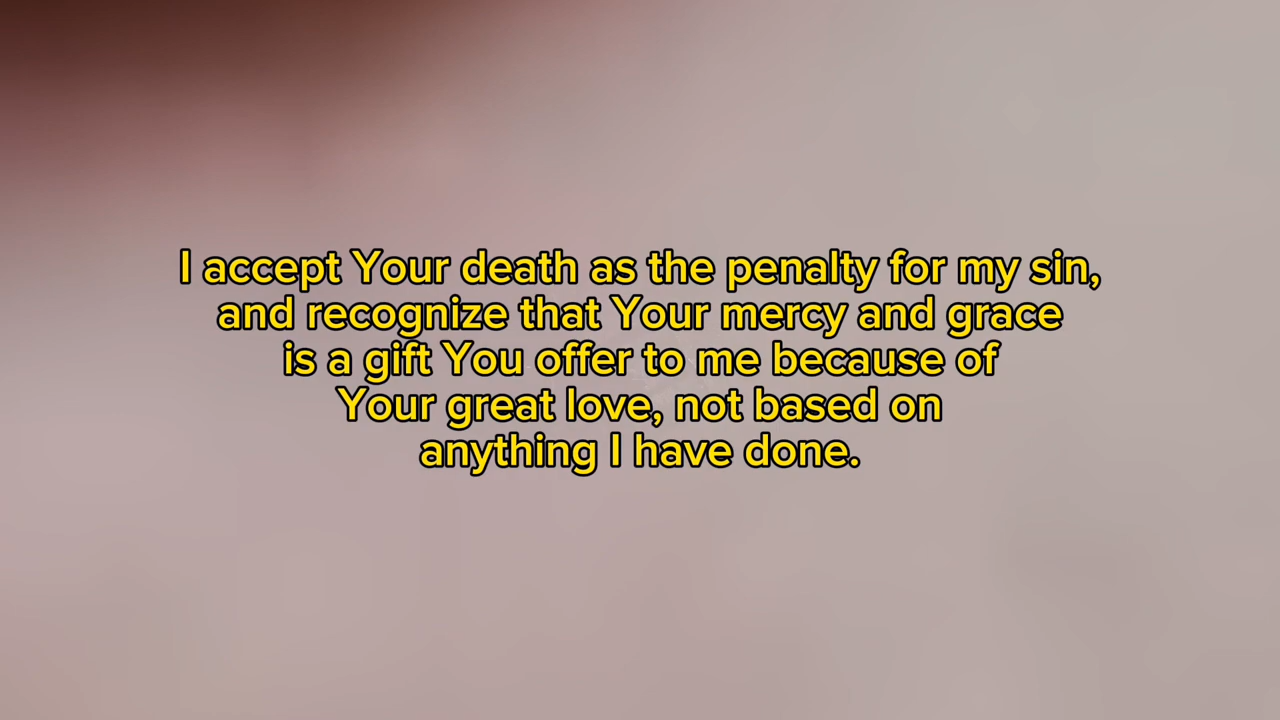 I accept Your death as the penalty for my sin,
and recognize that Your mercy and grace
is a gift You offer to me because of
Your great love, not based on
anything I have done.